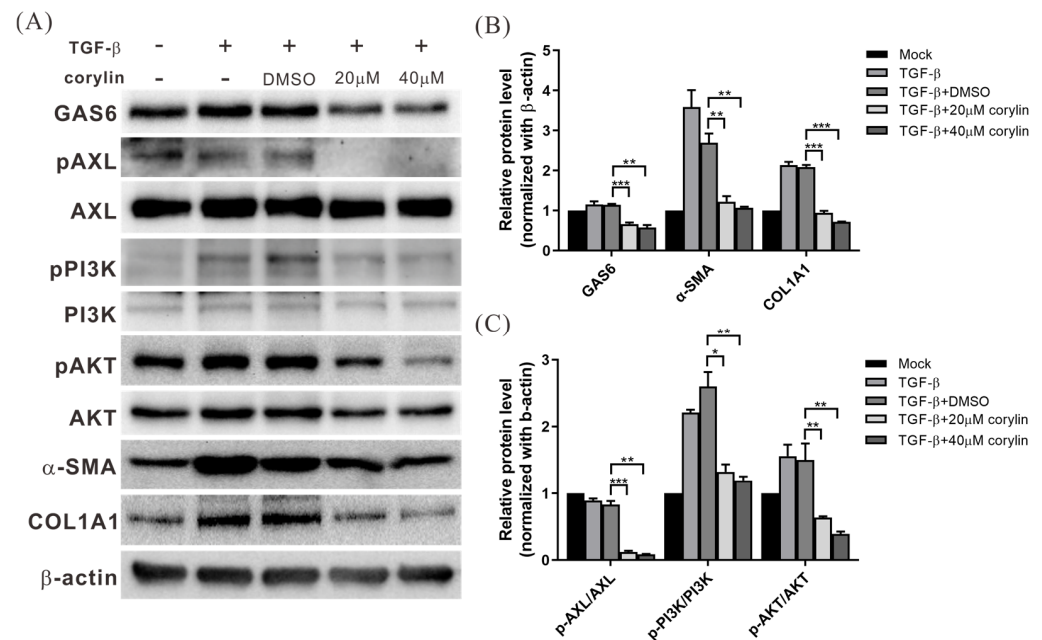 (A)
TGF-β - + + + +
corylin - - DMSO 20μM 40μM
GAS6
pAXL
AXL
pPI3K
PI3K
pAKT
AKT
α-SMA
COL1A1
β-actin
(B)
Relative protein level
(normalized with β-actin)
5
4
3
2
1
0
** *** ** ** *** ***
GAS6
α-SMA
COL1A1
Mock
TGF-β
TGF-β+DMSO
TGF-β+20μM corylin
TGF-β+40μM corylin
(C)
Relative protein level
(normalized with b-actin)
3
2
1
0
** *** ** * ** **
p-AXL/AXL
p-PI3K/PI3K
p-AKT/AKT
Mock
TGF-β
TGF-β+DMSO
TGF-β+20μM corylin
TGF-β+40μM corylin